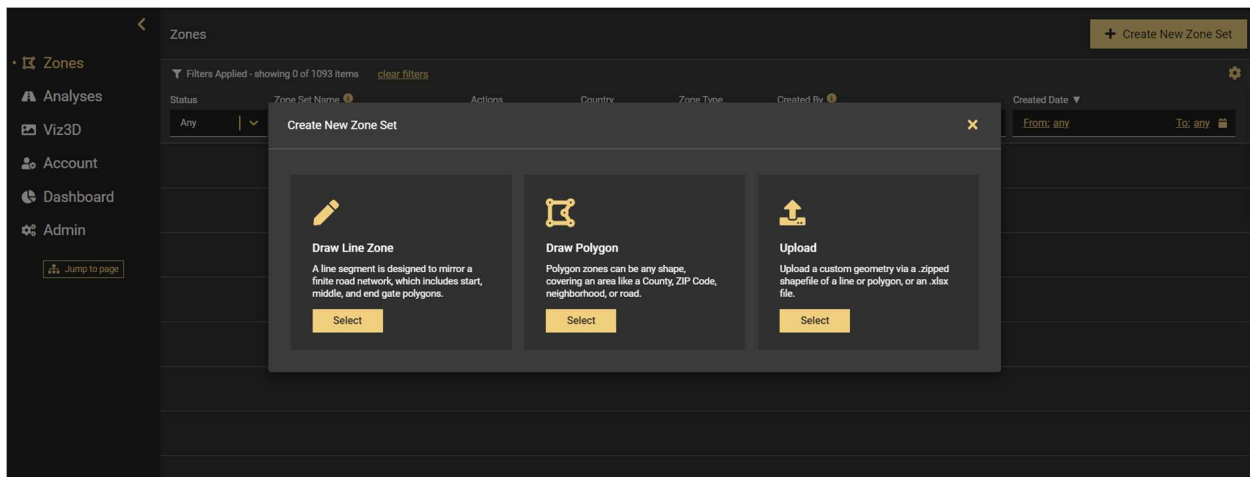 Zones
+ Create New Zone Set
Zones
Analyses
Viz3D
Account
Dashboard
Admin
Jump to page
Filters Applied - showing 0 of 1093 items clear filters
Status Zone Set Name Actions Country Zone Type Created By Created Date ▼
Any From: any To: any
Create New Zone Set
Draw Line Zone
A line segment is designed to mirror a
finite road network, which includes start,
middle, and end gate polygons.
Select
Draw Polygon
Polygon zones can be any shape,
covering an area like a County, ZIP Code,
neighborhood, or road.
Select
Upload
Upload a custom geometry via a .zipped
shapefile of a line or polygon, or an .xlsx
file.
Select